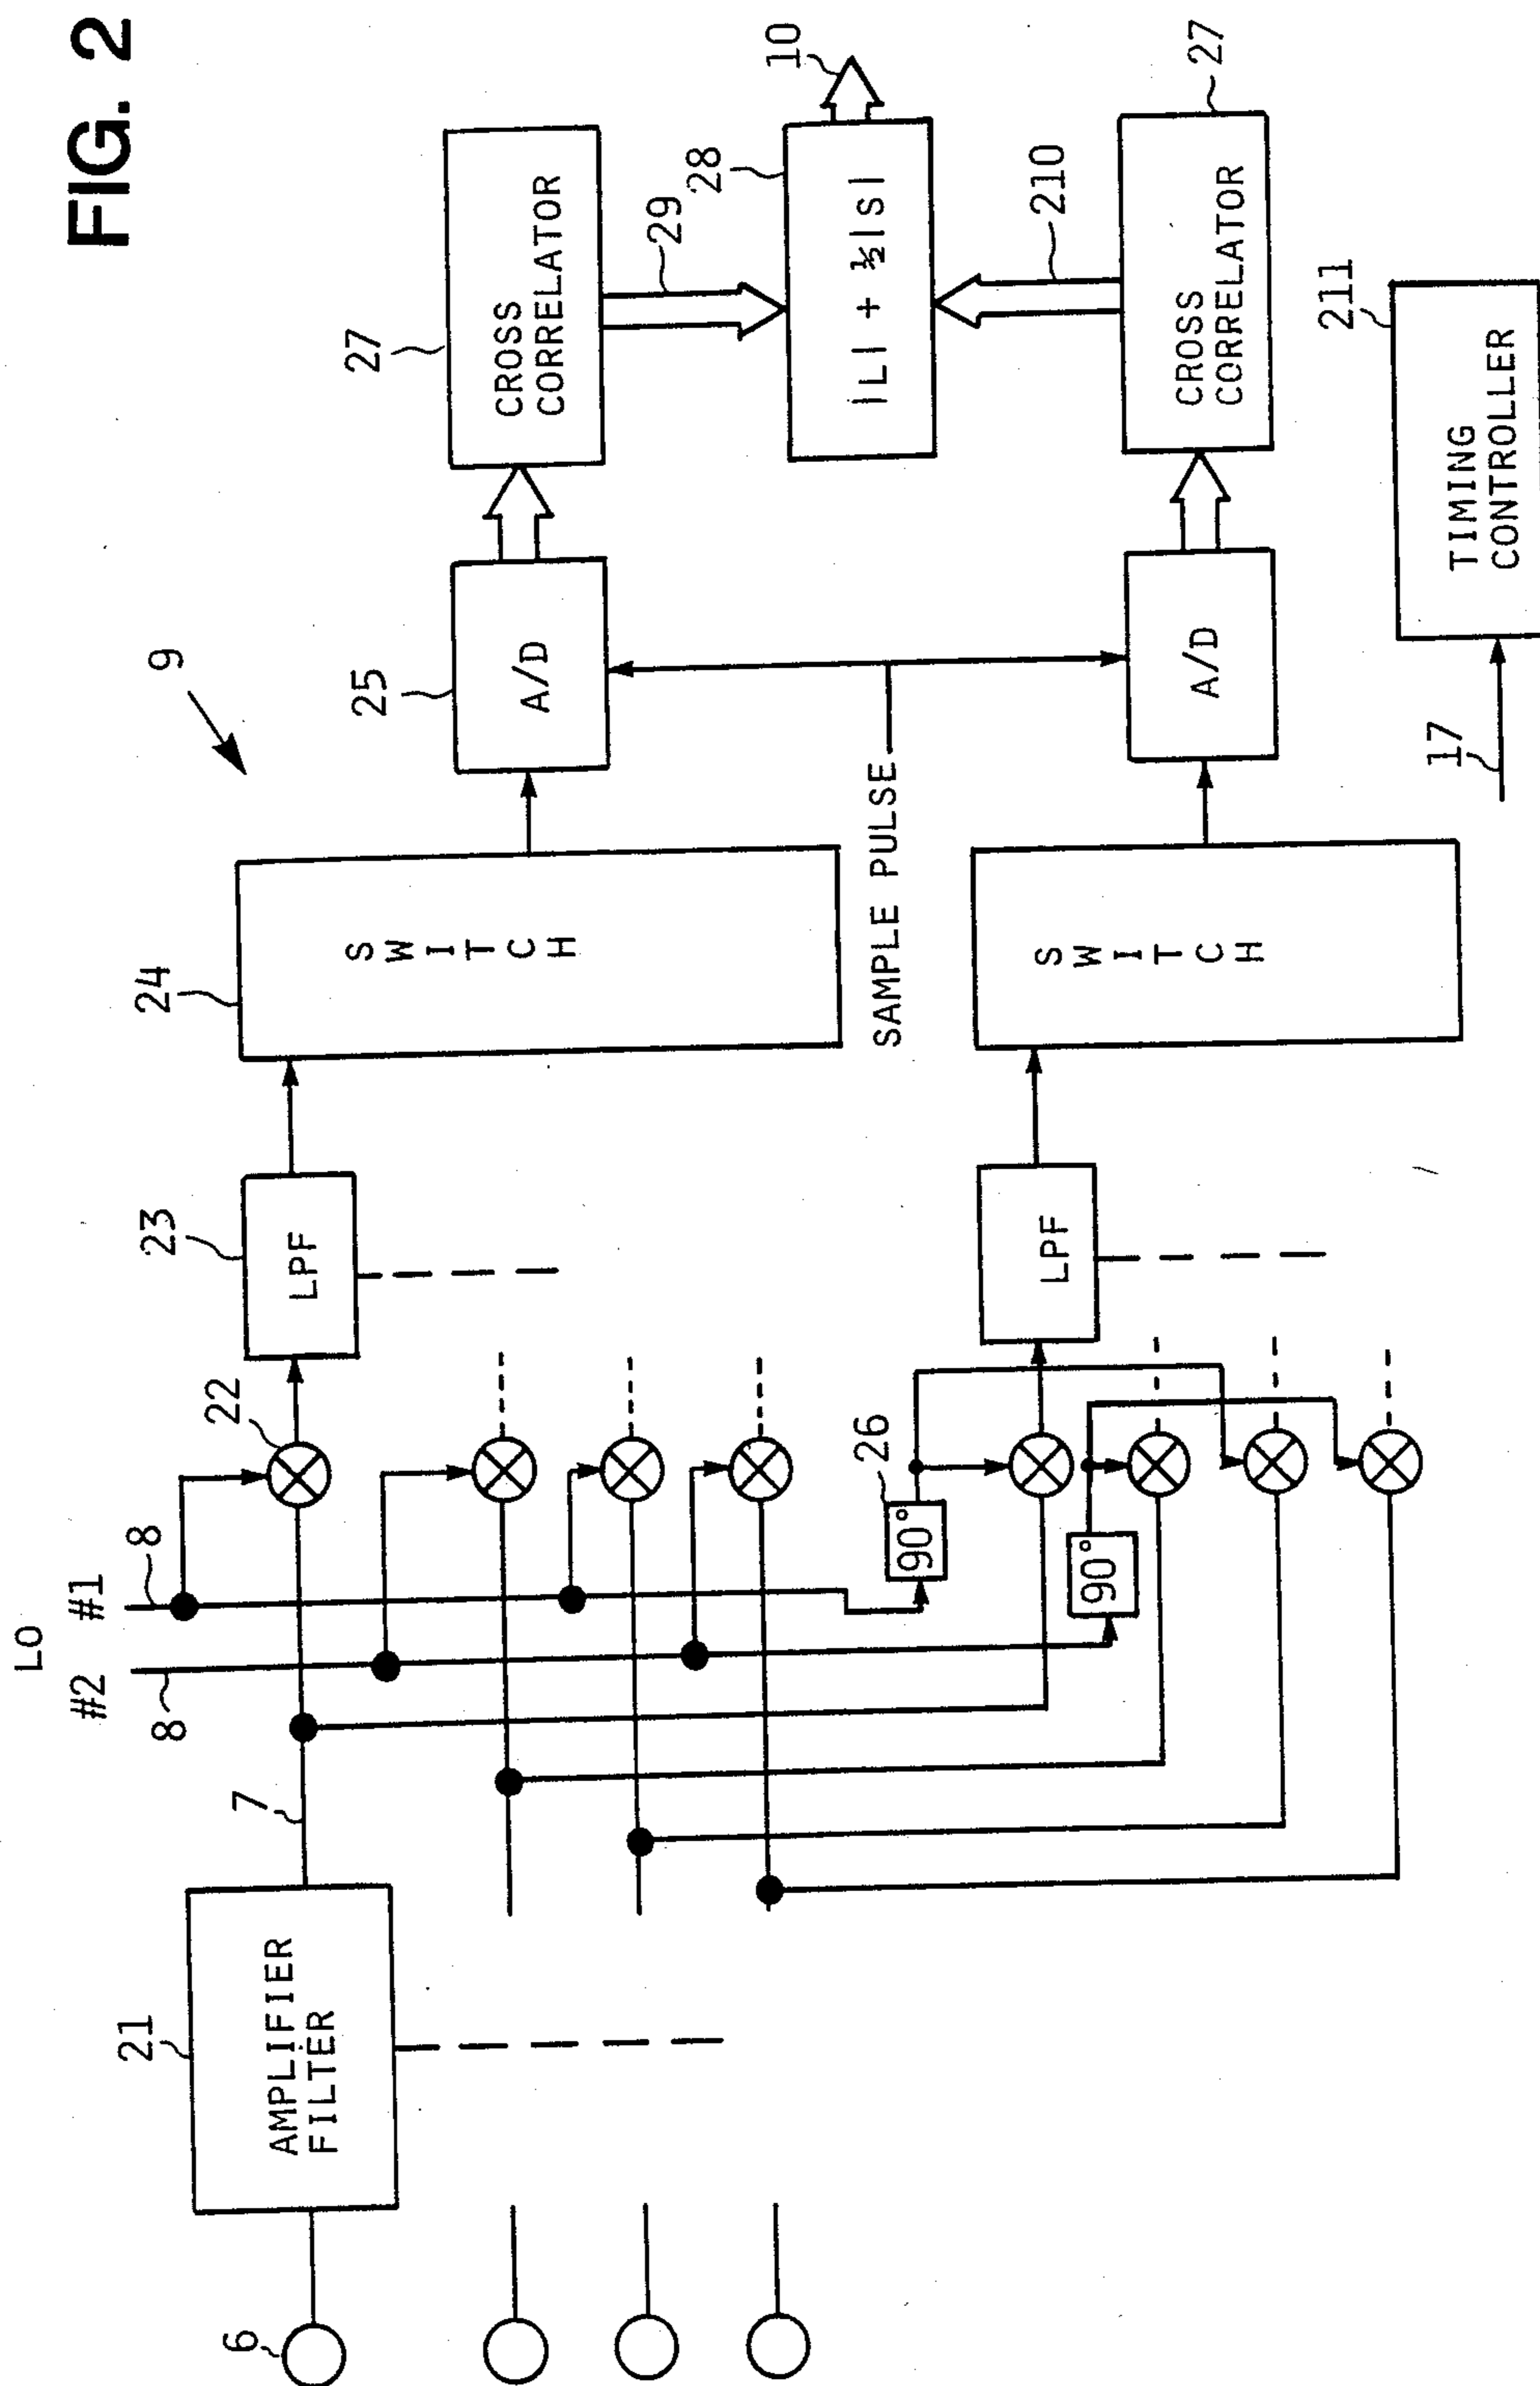 FIG. 2
9
LO
#1
#2
8
8
6
21
AMPLIFIER
FILTER
7
22
23
LPF
24
SWITCH
25
A/D
27
CROSS
CORRELATOR
29
28
|L| + ½|S|
10
210
SAMPLE PULSE
26
90°
90°
LPF
SWITCH
A/D
CROSS
CORRELATOR
27
17
211
TIMING
CONTROLLER